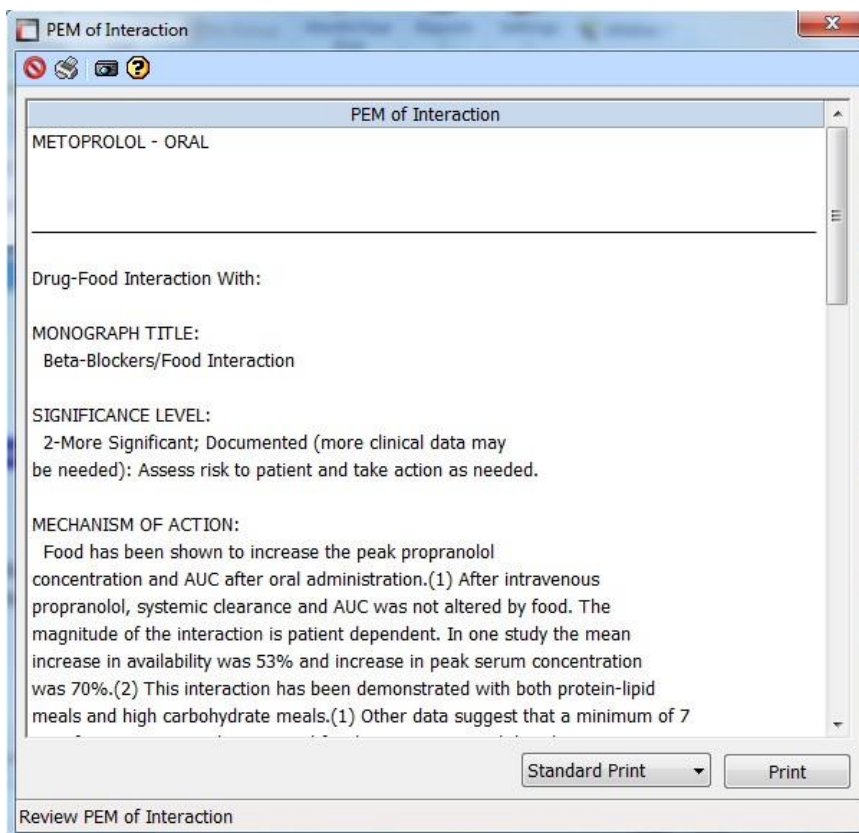 PEM of Interaction
PEM of Interaction
METOPROLOL - ORAL
Drug-Food Interaction With:
MONOGRAPH TITLE:
Beta-Blockers/Food Interaction
SIGNIFICANCE LEVEL:
2-More Significant; Documented (more clinical data may
be needed): Assess risk to patient and take action as needed.
MECHANISM OF ACTION:
Food has been shown to increase the peak propranolol
concentration and AUC after oral administration.(1) After intravenous
propranolol, systemic clearance and AUC was not altered by food. The
magnitude of the interaction is patient dependent. In one study the mean
increase in availability was 53% and increase in peak serum concentration
was 70%.(2) This interaction has been demonstrated with both protein-lipid
meals and high carbohydrate meals.(1) Other data suggest that a minimum of 7
Standard Print
Print
Review PEM of Interaction